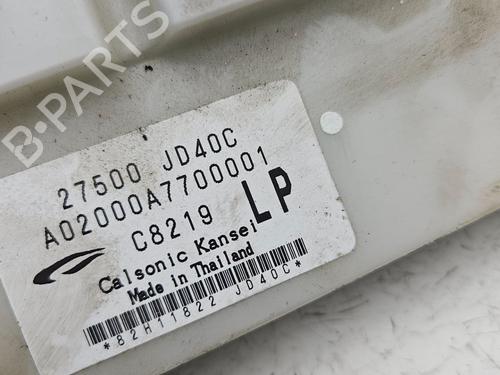 B-PARTS
27500 JD40C
A02000A7700001
C8219 LP
Calsonic Kansei
Made in Thailand
*82H11822 JD40C*